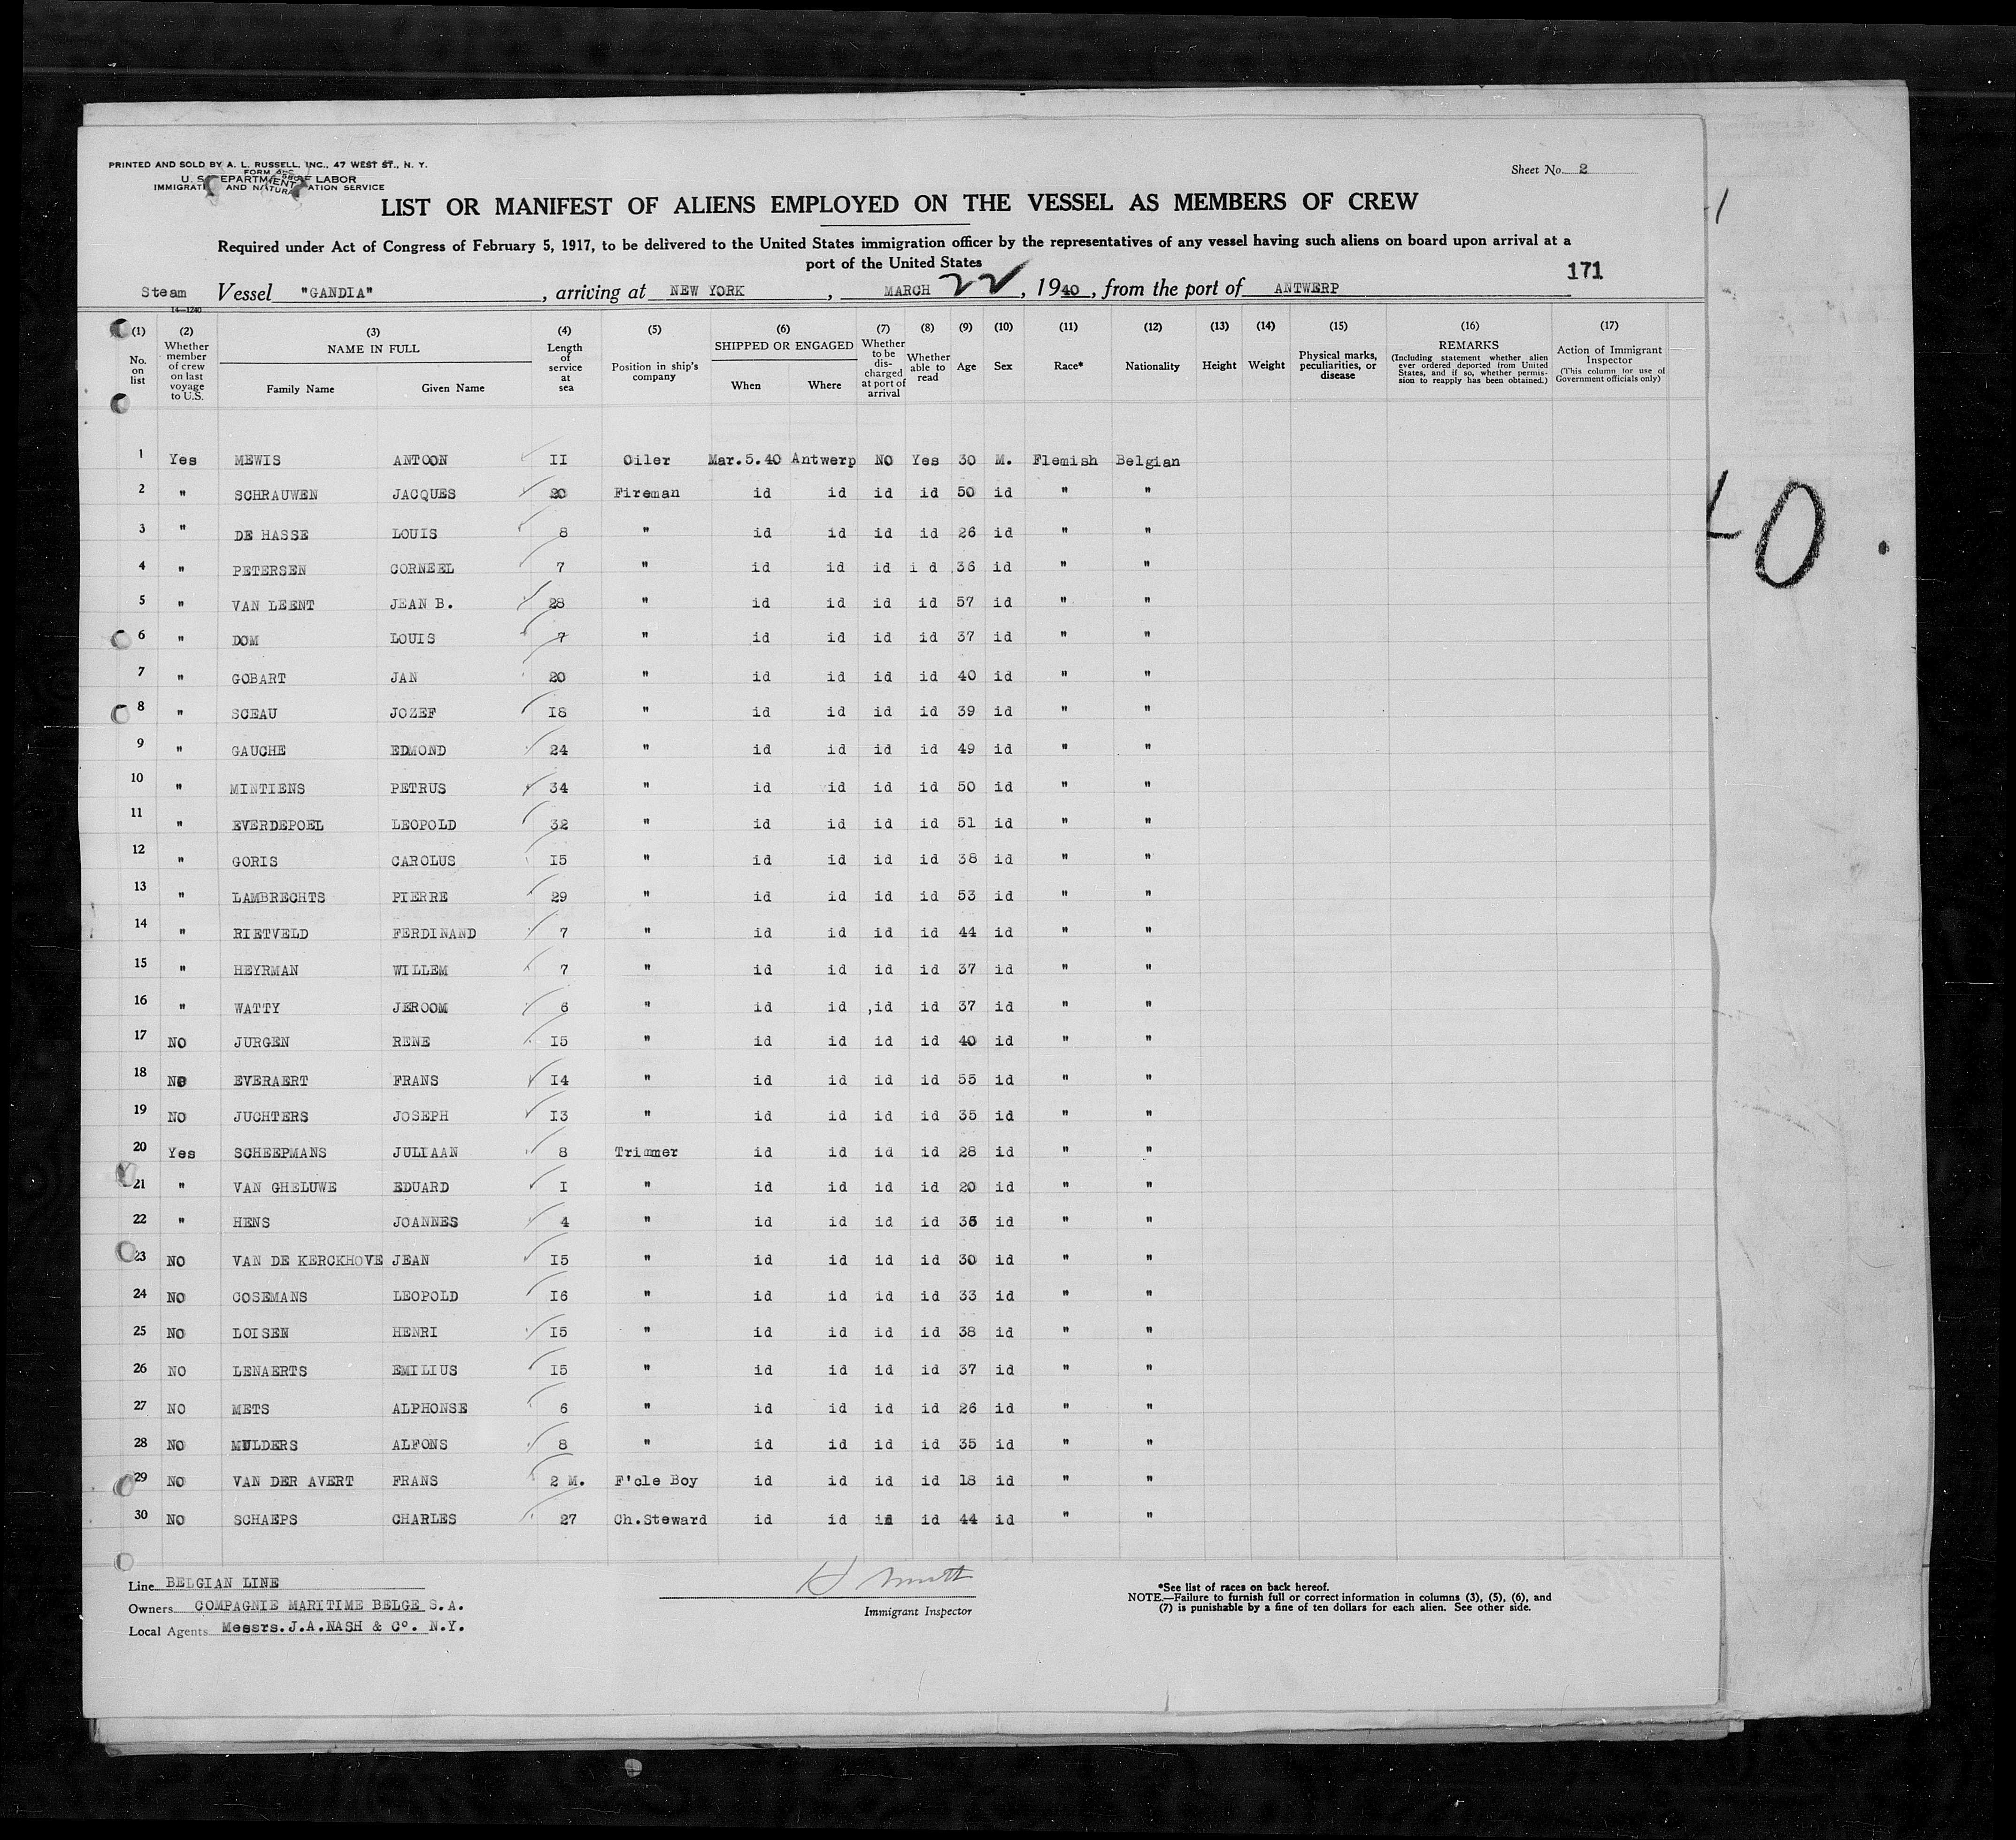 PRINTED AND SOLD BY A. L. RUSSELL, INC., 47 WEST ST., N. Y.
U. S. DEPARTMENT OF LABOR
IMMIGRATION AND NATURALIZATION SERVICE
Sheet No. 2
LIST OR MANIFEST OF ALIENS EMPLOYED ON THE VESSEL AS MEMBERS OF CREW
Required under Act of Congress of February 5, 1917, to be delivered to the United States immigration officer by the representatives of any vessel having such aliens on board upon arrival at a
port of the United States
171
Steam Vessel "GANDIA", arriving at NEW YORK, MARCH 22, 1940, from the port of ANTWERP
14—1240
(1) (2) (3) (4) (5) (6) (7) (8) (9) (10) (11) (12) (13) (14) (15) (16) (17)
No. on list
Whether member of crew on last voyage to U.S.
NAME IN FULL
Family Name Given Name
Length of service at sea
Position in ship's company
SHIPPED OR ENGAGED
When Where
Whether to be discharged at port of arrival
Whether able to read
Age Sex Race* Nationality Height Weight
Physical marks, peculiarities, or disease
REMARKS
(Including statement whether alien ever ordered deported from United States, and if so, whether permission to reapply has been obtained.)
Action of Immigrant Inspector
(This column for use of Government officials only)
1 Yes MEWIS ANTOON II Oiler Mar.5.40 Antwerp NO Yes 30 M. Flemish Belgian
2 " SCHRAUWEN JACQUES 20 Fireman id id id id 50 id " "
3 " DE HASSE LOUIS 8 " id id id id 26 id " "
4 " PETERSEN CORNEEL 7 " id id id i d 36 id " "
5 " VAN LEENT JEAN B. 28 " id id id id 57 id " "
6 " DOM LOUIS 7 " id id id id 37 id " "
7 " GOBART JAN 20 " id id id id 40 id " "
8 " SCEAU JOZEF I8 " id id id id 39 id " "
9 " GAUCHE EDMOND 24 " id id id id 49 id " "
10 " MINTIENS PETRUS 34 " id id id id 50 id " "
11 " EVERDEPOEL LEOPOLD 32 " id id id id 51 id " "
12 " GORIS CAROLUS I5 " id id id id 38 id " "
13 " LAMBRECHTS PIERRE 29 " id id id id 53 id " "
14 " RIETVELD FERDINAND 7 " id id id id 44 id " "
15 " HEYRMAN WILLEM 7 " id id id id 37 id " "
16 " WATTY JEROOM 6 " id id ,id id 37 id " "
17 NO JURGEN RENE I5 " id id id id 40 id " "
18 NO EVERAERT FRANS I4 " id id id id 55 id " "
19 NO JUCHTERS JOSEPH I3 " id id id id 35 id " "
20 Yes SCHEEPMANS JULIAAN 8 Trimmer id id id id 28 id " "
21 " VAN GHELUWE EDUARD I " id id id id 20 id " "
22 " HENS JOANNES 4 " id id id id 36 id " "
23 NO VAN DE KERCKHOVE JEAN I5 " id id id id 30 id " "
24 NO COSEMANS LEOPOLD I6 " id id id id 33 id " "
25 NO LOISEN HENRI I5 " id id id id 38 id " "
26 NO LENAERTS EMILIUS I5 " id id id id 37 id " "
27 NO METS ALPHONSE 6 " id id id id 26 id " "
28 NO MULDERS ALFONS 8 " id id id id 35 id " "
29 NO VAN DER AVERT FRANS 2 M. F'cle Boy id id id id 18 id " "
30 NO SCHAEPS CHARLES 27 Ch.Steward id id id id 44 id " "
Line BELGIAN LINE
Owners COMPAGNIE MARITIME BELGE S.A.
Local Agents Messrs.J.A.NASH & Co. N.Y.
Immigrant Inspector
*See list of races on back hereof.
NOTE.—Failure to furnish full or correct information in columns (3), (5), (6), and
(7) is punishable by a fine of ten dollars for each alien. See other side.